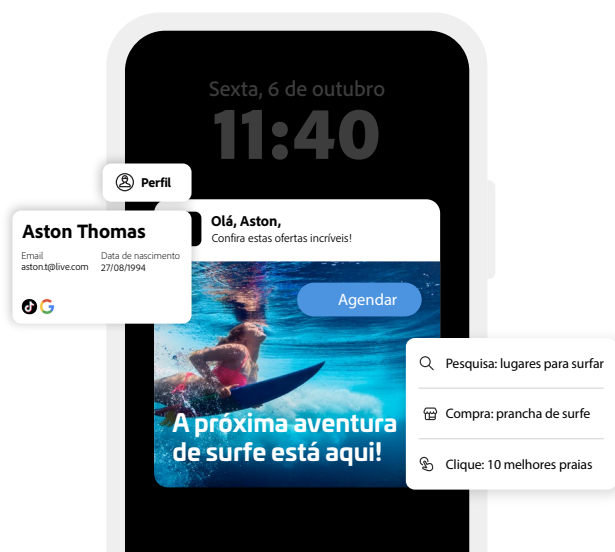 Sexta, 6 de outubro
11:40
Perfil
Aston Thomas
Email
Data de nascimento
aston.t@live.com
27/08/1994
Olá, Aston,
Confira estas ofertas incríveis!
Agendar
A próxima aventura
de surfe está aqui!
Pesquisa: lugares para surfar
Compra: prancha de surfe
Clique: 10 melhores praias